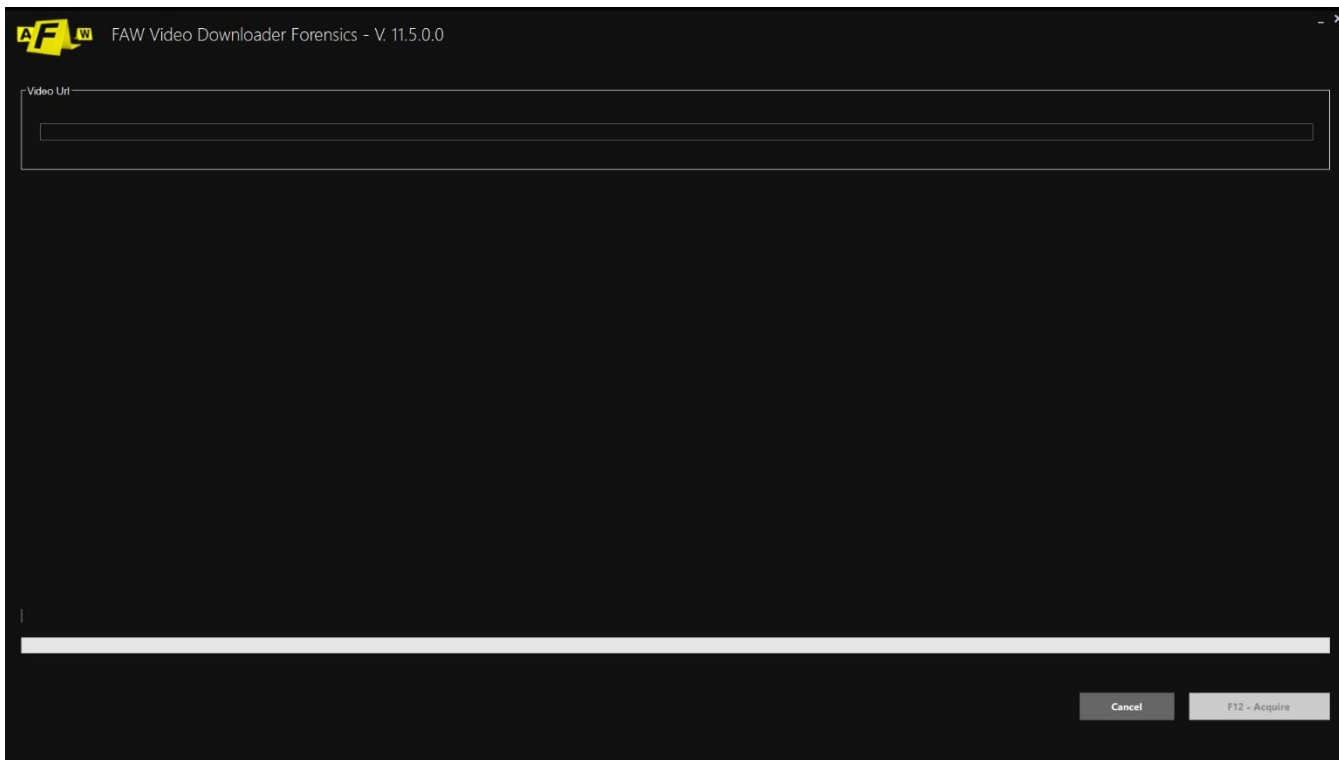 AFW FAW Video Downloader Forensics - V. 11.5.0.0
Video Url
Cancel F12 - Acquire